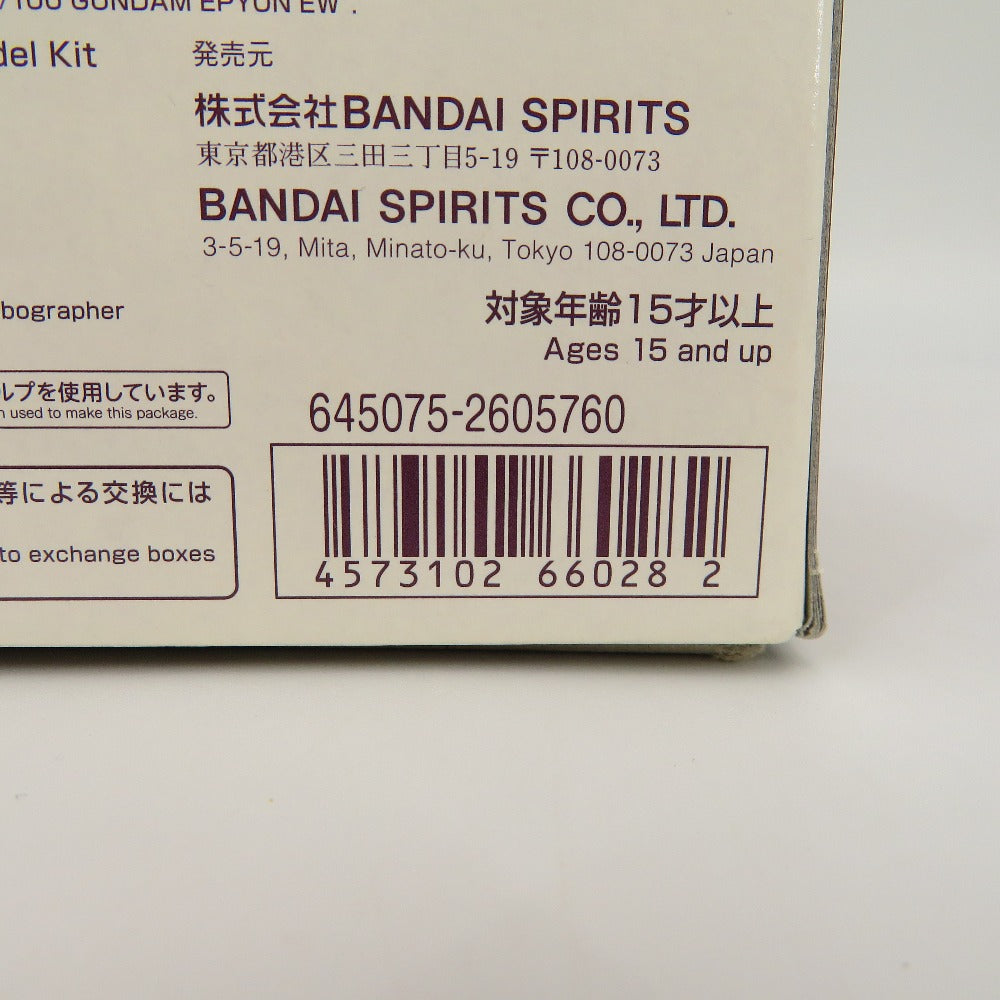 /100 GUNDAM EPYON EW .
del Kit
発売元
株式会社BANDAI SPIRITS
東京都港区三田三丁目5-19 〒108-0073
BANDAI SPIRITS CO., LTD.
3-5-19, Mita, Minato-ku, Tokyo 108-0073 Japan
bographer
対象年齢15才以上
Ages 15 and up
ルプを使用しています。
n used to make this package.
645075-2605760
等による交換には
to exchange boxes
4573102 66028 2